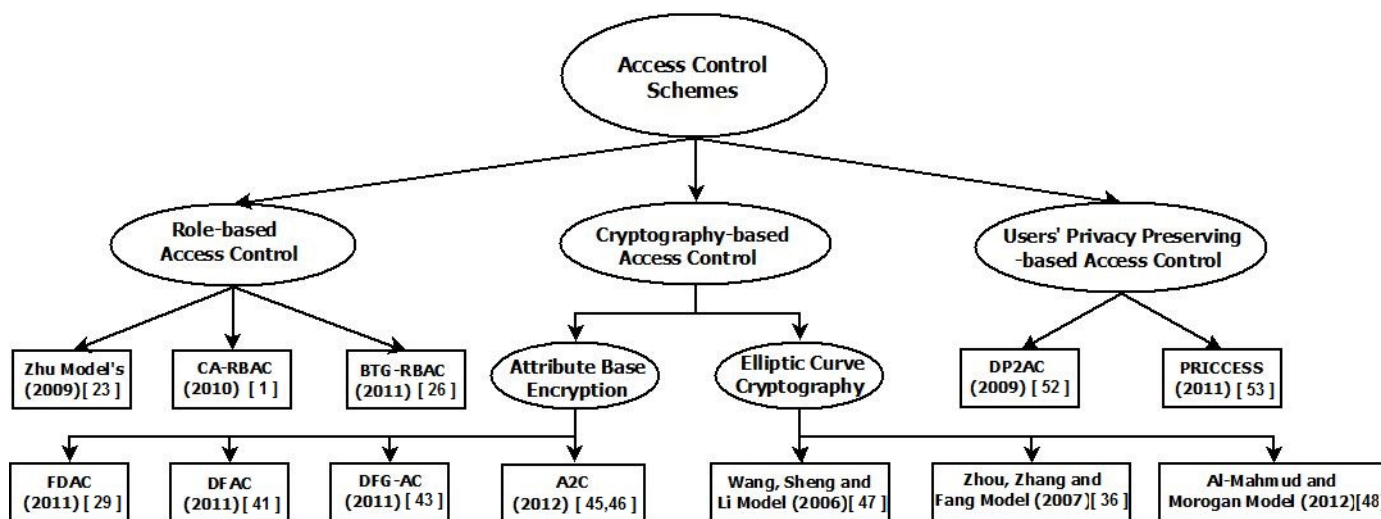 Access Control
Schemes
Role-based
Access Control
Cryptography-based
Access Control
Users' Privacy Preserving
-based Access Control
Zhu Model's
(2009)[ 23 ]
CA-RBAC
(2010) [ 1 ]
BTG-RBAC
(2011) [ 26 ]
Attribute Base
Encryption
Elliptic Curve
Cryptography
DP2AC
(2009) [ 52 ]
PRICCESS
(2011) [ 53 ]
FDAC
(2011) [ 29 ]
DFAC
(2011)[ 41 ]
DFG-AC
(2011)[ 43 ]
A2C
(2012) [ 45,46 ]
Wang, Sheng and
Li Model (2006)[ 47 ]
Zhou, Zhang and
Fang Model (2007)[ 36 ]
Al-Mahmud and
Morogan Model (2012)[48]